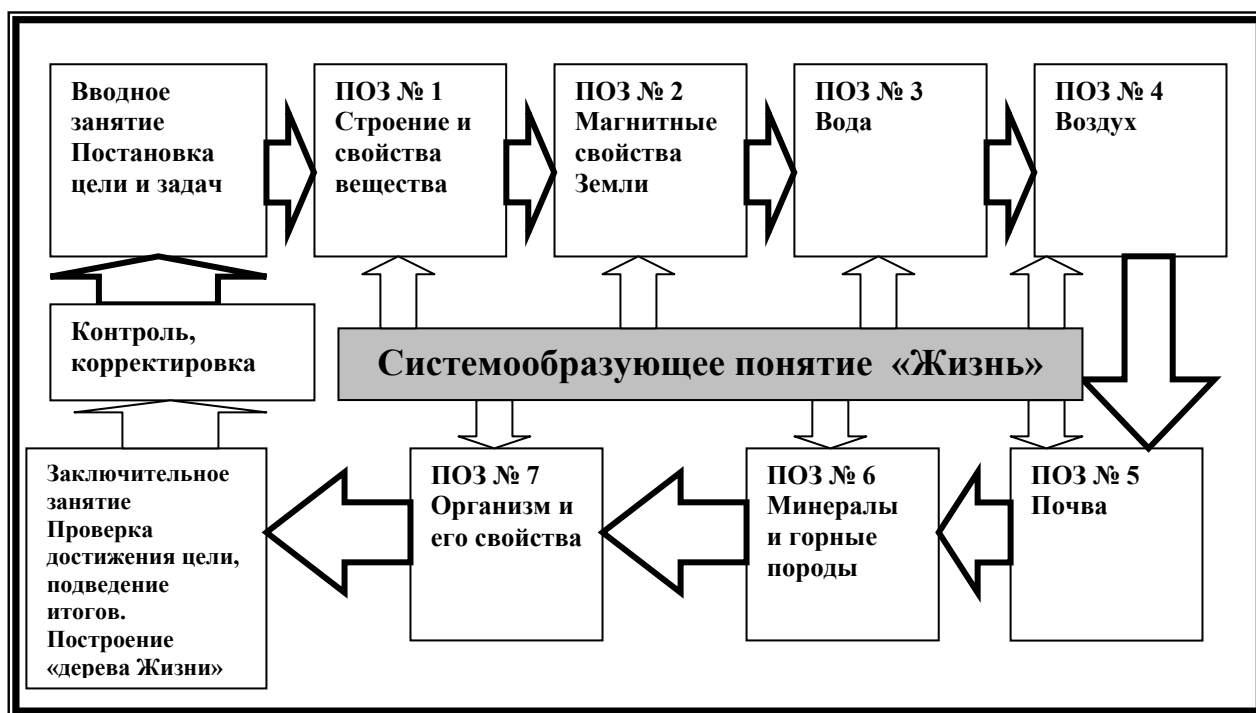 Вводное
занятие
Постановка
цели и задач
ПОЗ № 1
Строение и
свойства
вещества
ПОЗ № 2
Магнитные
свойства
Земли
ПОЗ № 3
Вода
ПОЗ № 4
Воздух
Контроль,
корректировка
Системообразующее понятие «Жизнь»
Заключительное
занятие
Проверка
достижения цели,
подведение
итогов.
Построение
«дерева Жизни»
ПОЗ № 7
Организм и
его свойства
ПОЗ № 6
Минералы
и горные
породы
ПОЗ № 5
Почва